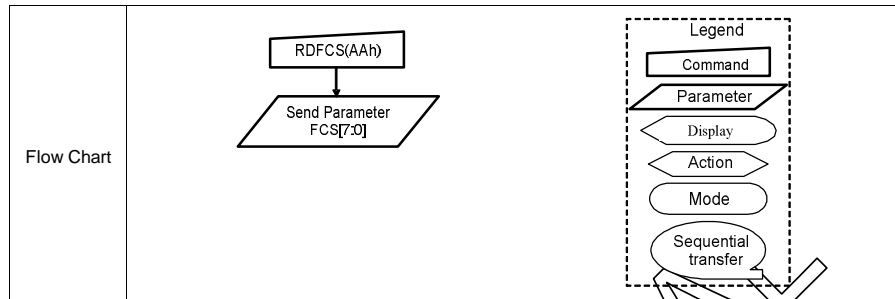 Flow Chart
RDFCS(AAh)
Send Parameter
FCS[7:0]
Legend
Command
Parameter
Display
Action
Mode
Sequential
transfer